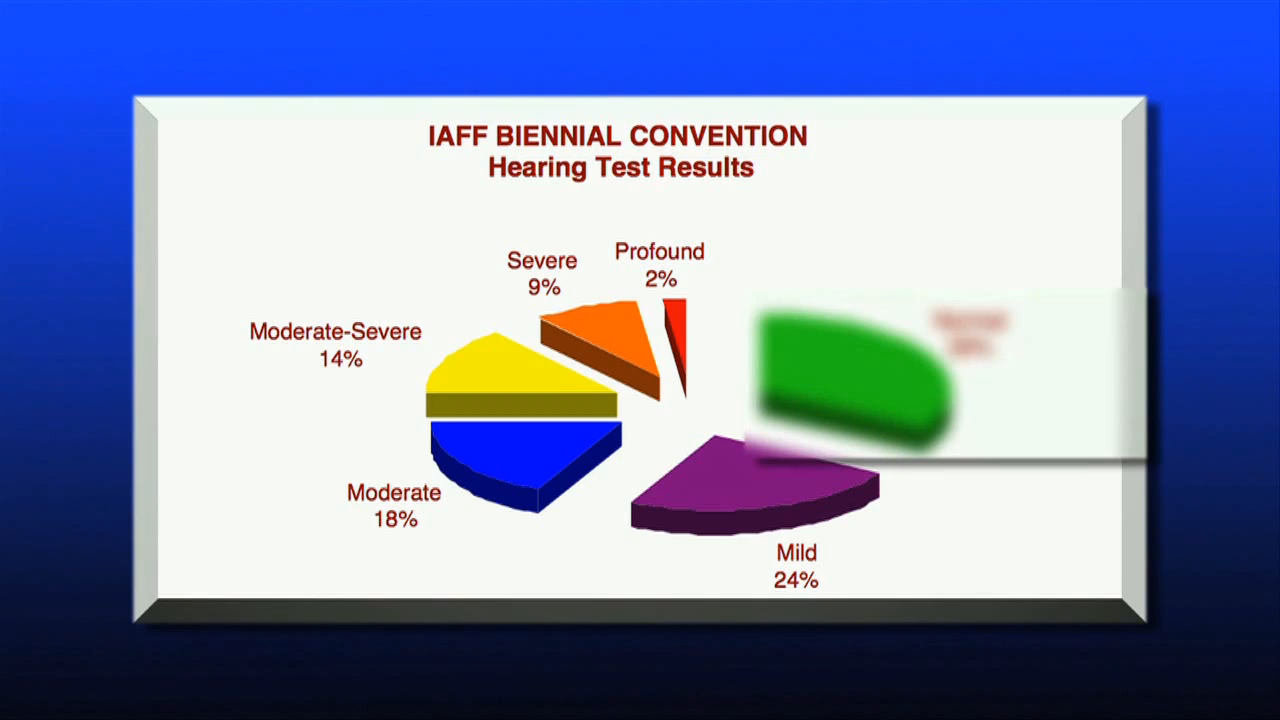 IAFF BIENNIAL CONVENTION
Hearing Test Results
Severe
9%
Profound
2%
Moderate-Severe
14%
Moderate
18%
Mild
24%